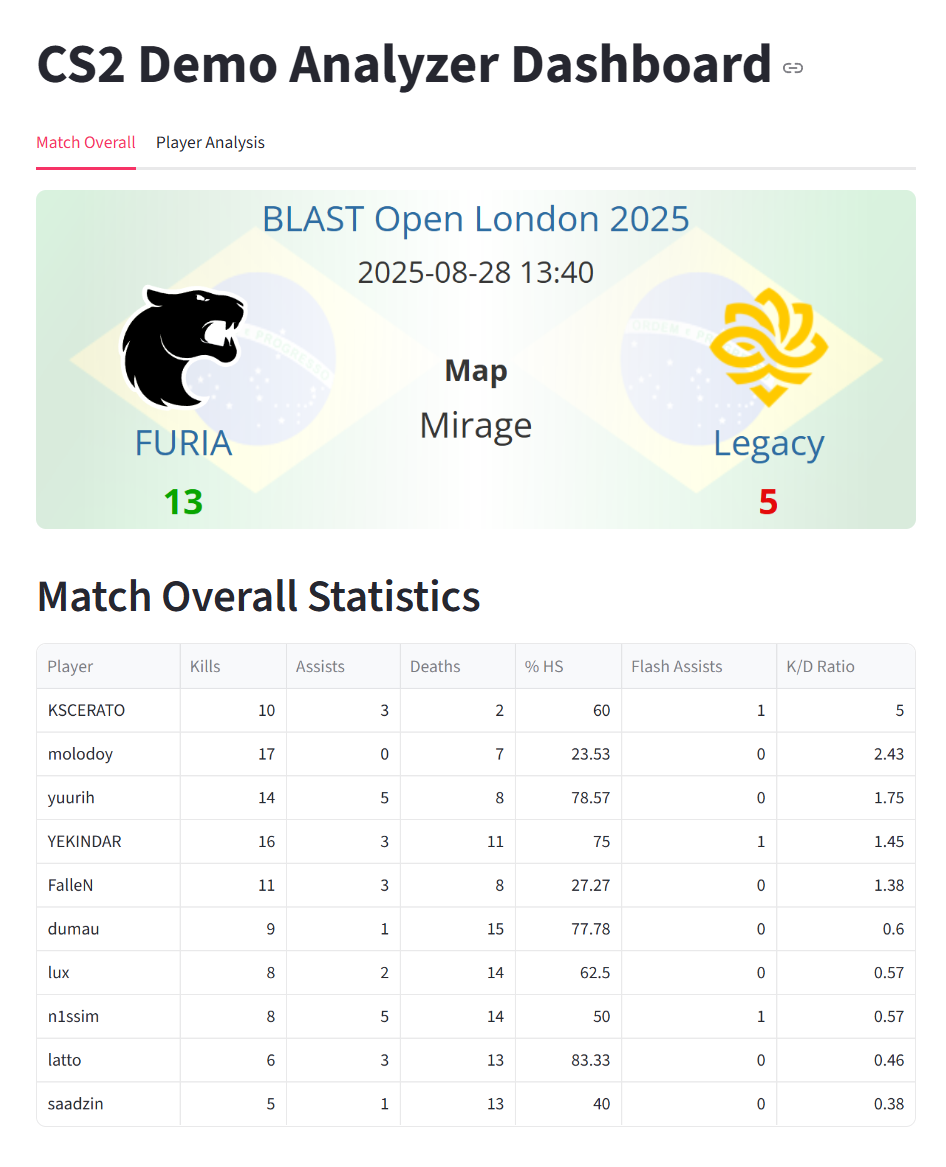 CS2 Demo Analyzer Dashboard
Match Overall Player Analysis
BLAST Open London 2025
2025-08-28 13:40
ORDEM E PROGRESSO
Map
Mirage
FURIA
Legacy
13
5
Match Overall Statistics
Player Kills Assists Deaths % HS Flash Assists K/D Ratio
KSCERATO 10 3 2 60 1 5
molodoy 17 0 7 23.53 0 2.43
yuurih 14 5 8 78.57 0 1.75
YEKINDAR 16 3 11 75 1 1.45
FalleN 11 3 8 27.27 0 1.38
dumau 9 1 15 77.78 0 0.6
lux 8 2 14 62.5 0 0.57
n1ssim 8 5 14 50 1 0.57
latto 6 3 13 83.33 0 0.46
saadzin 5 1 13 40 0 0.38